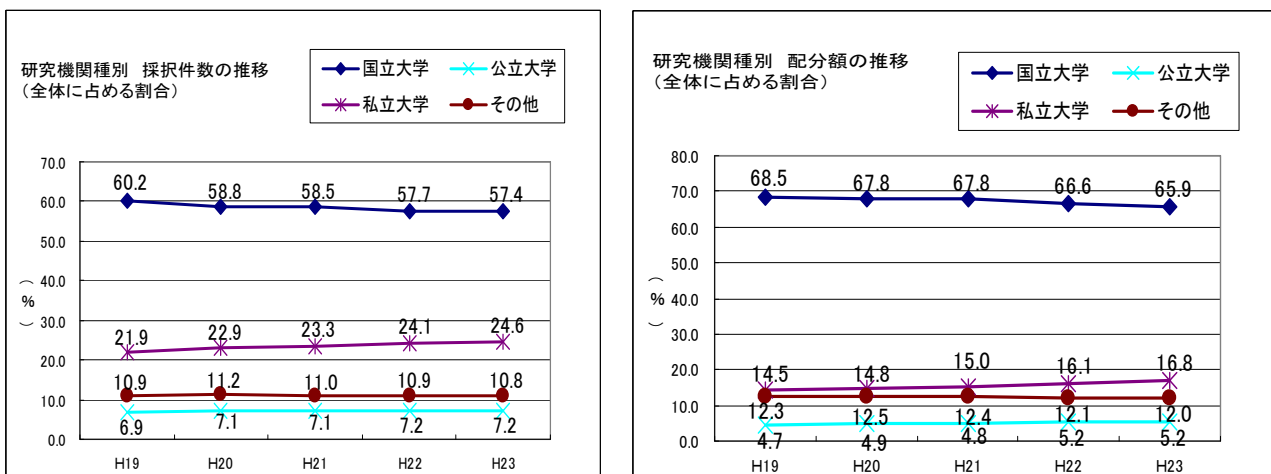 研究機関種別 採択件数の推移
（全体に占める割合）
国立大学 公立大学
私立大学 その他
70.0
60.0
50.0
40.0
30.0
20.0
10.0
0.0
（％）
60.2 58.8 58.5 57.7 57.4
21.9 22.9 23.3 24.1 24.6
10.9 11.2 11.0 10.9 10.8
6.9 7.1 7.1 7.2 7.2
H19 H20 H21 H22 H23
研究機関種別 配分額の推移
（全体に占める割合）
国立大学 公立大学
私立大学 その他
80.0
70.0
60.0
50.0
40.0
30.0
20.0
10.0
0.0
（％）
68.5 67.8 67.8 66.6 65.9
14.5 14.8 15.0 16.1 16.8
12.3 12.5 12.4 12.1 12.0
4.7 4.9 4.8 5.2 5.2
H19 H20 H21 H22 H23